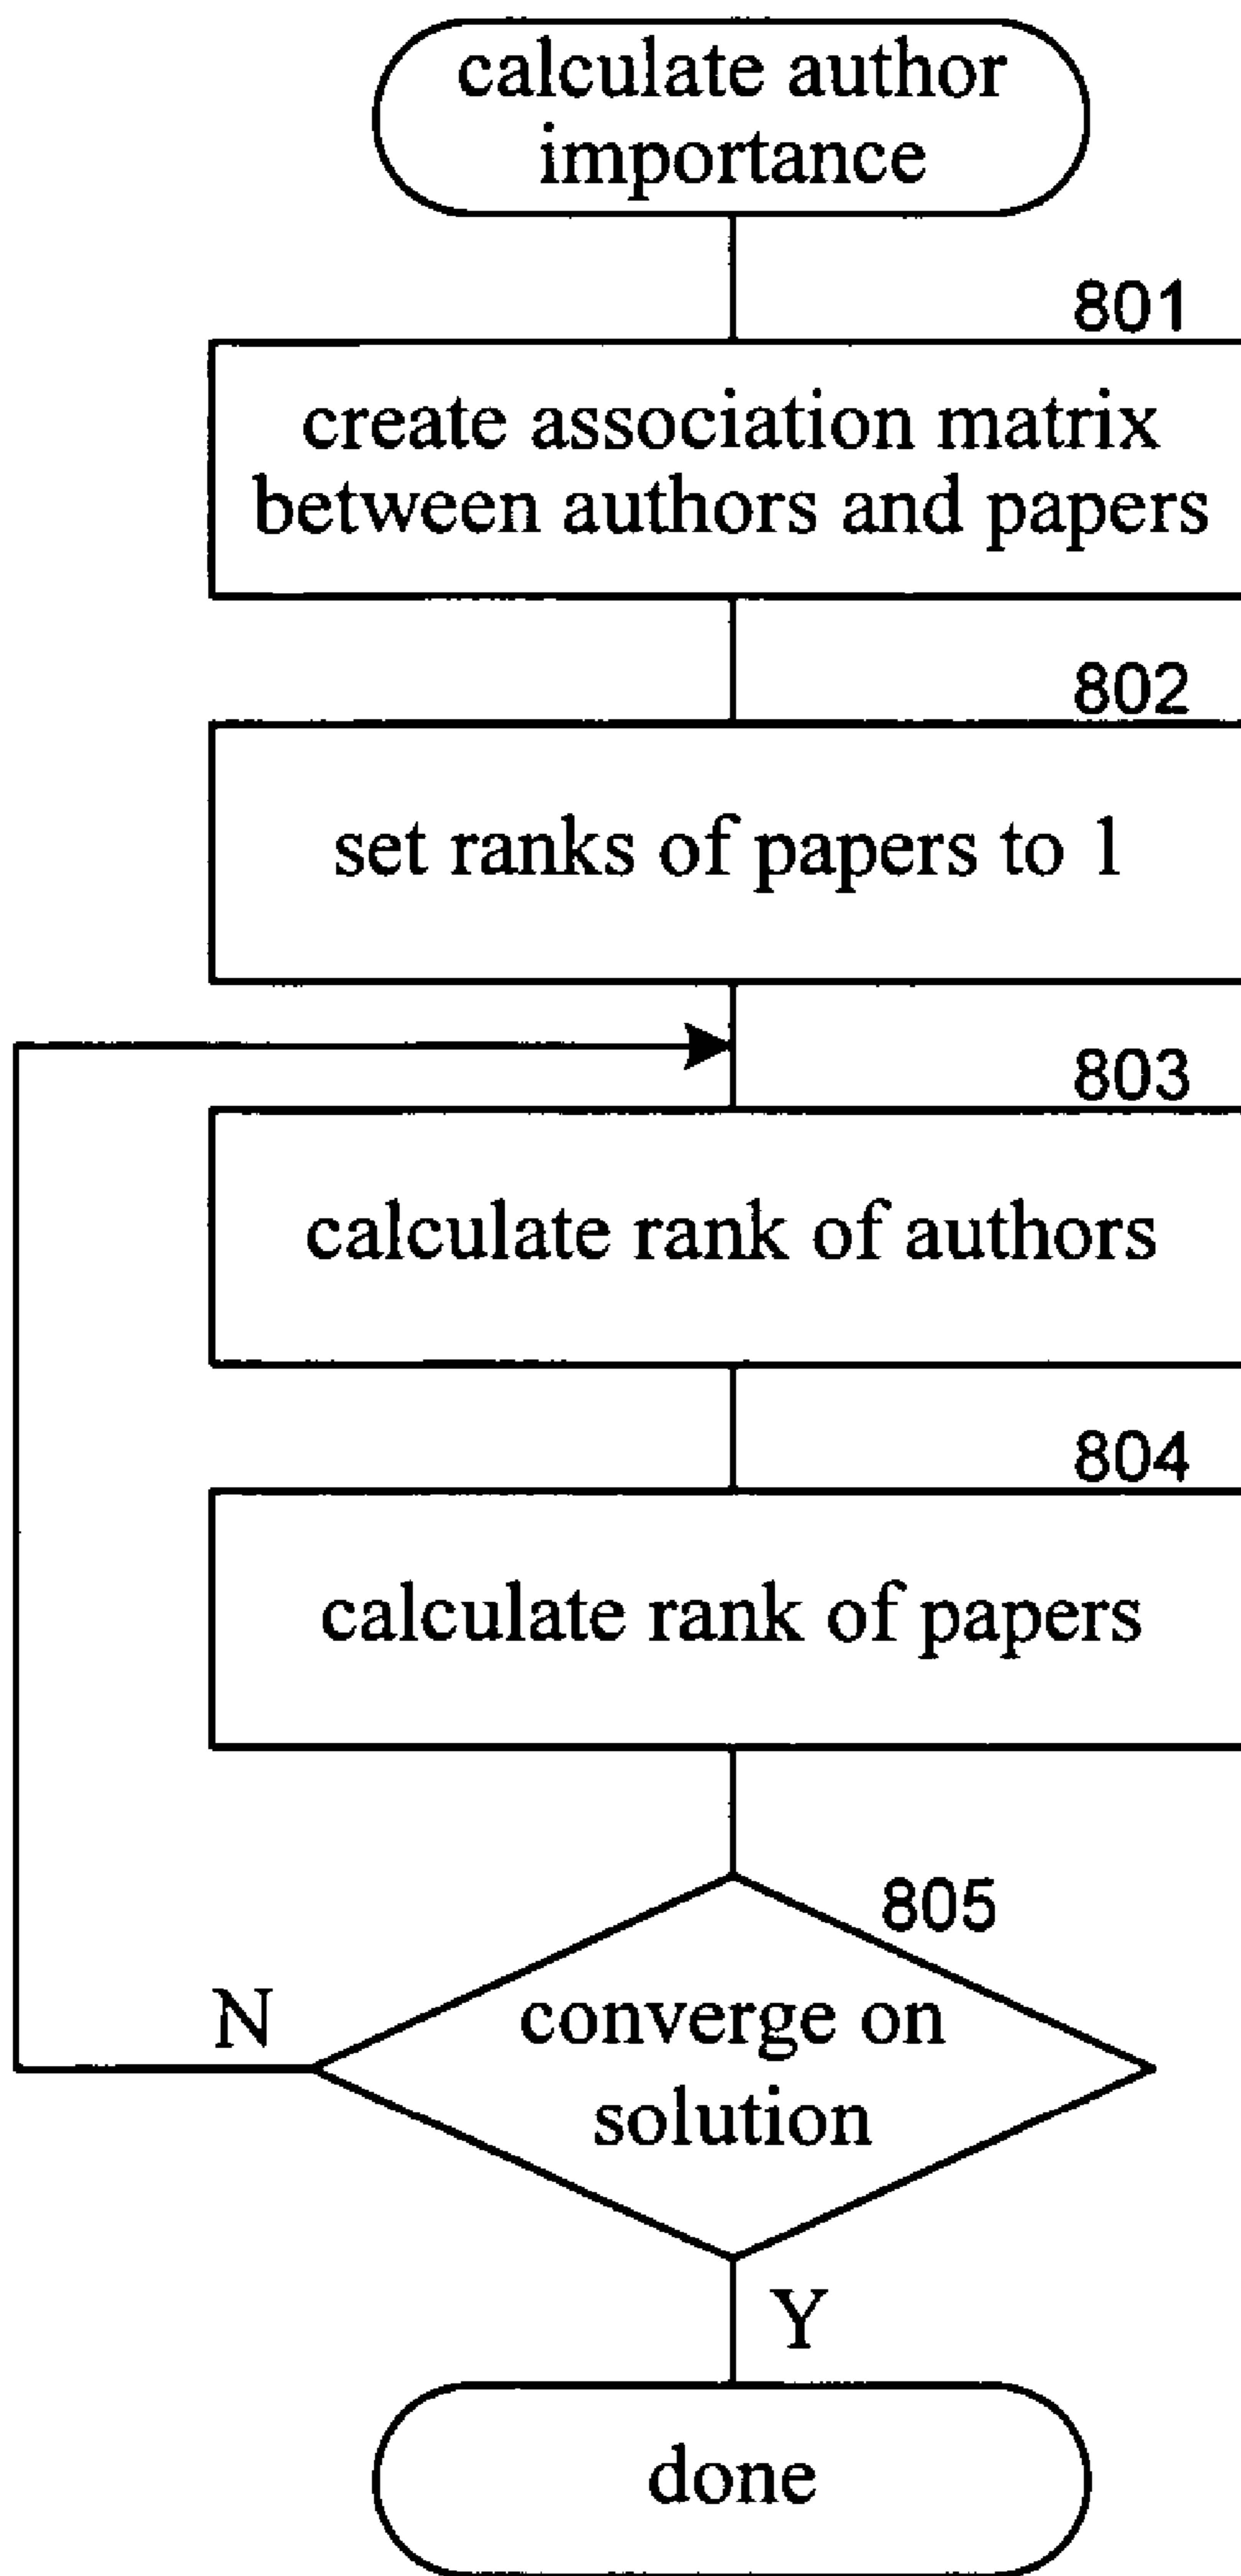 calculate author
importance
801
create association matrix
between authors and papers
802
set ranks of papers to 1
803
calculate rank of authors
804
calculate rank of papers
805
N
converge on
solution
Y
done